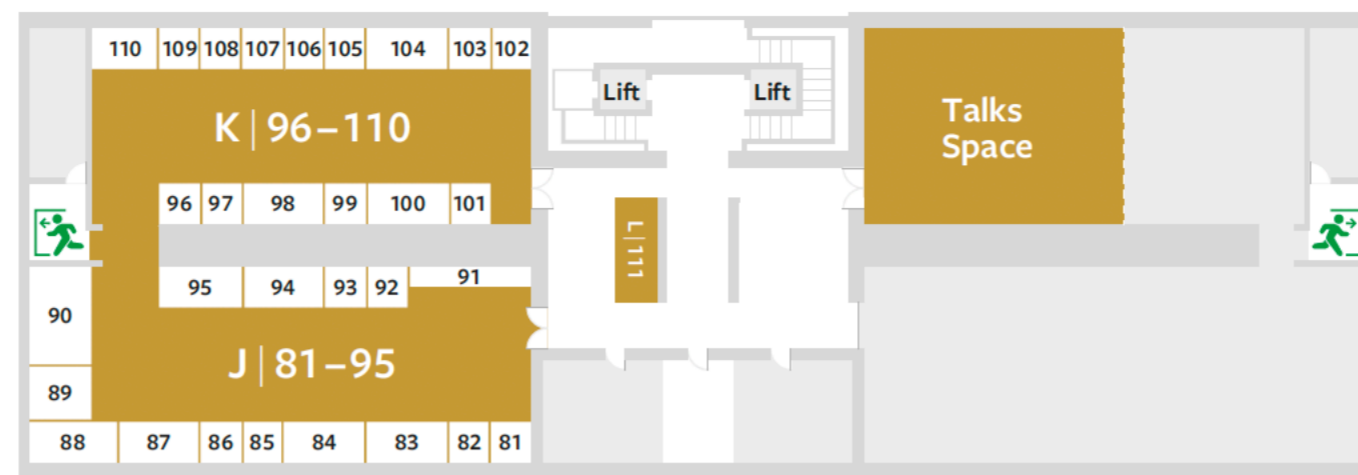 110 109 108 107 106 105 104 103 102
Lift
Lift
K | 96–110
Talks
Space
96 97 98 99 100 101
L | 111
95 94 93 92 91
90
J | 81–95
89
88 87 86 85 84 83 82 81